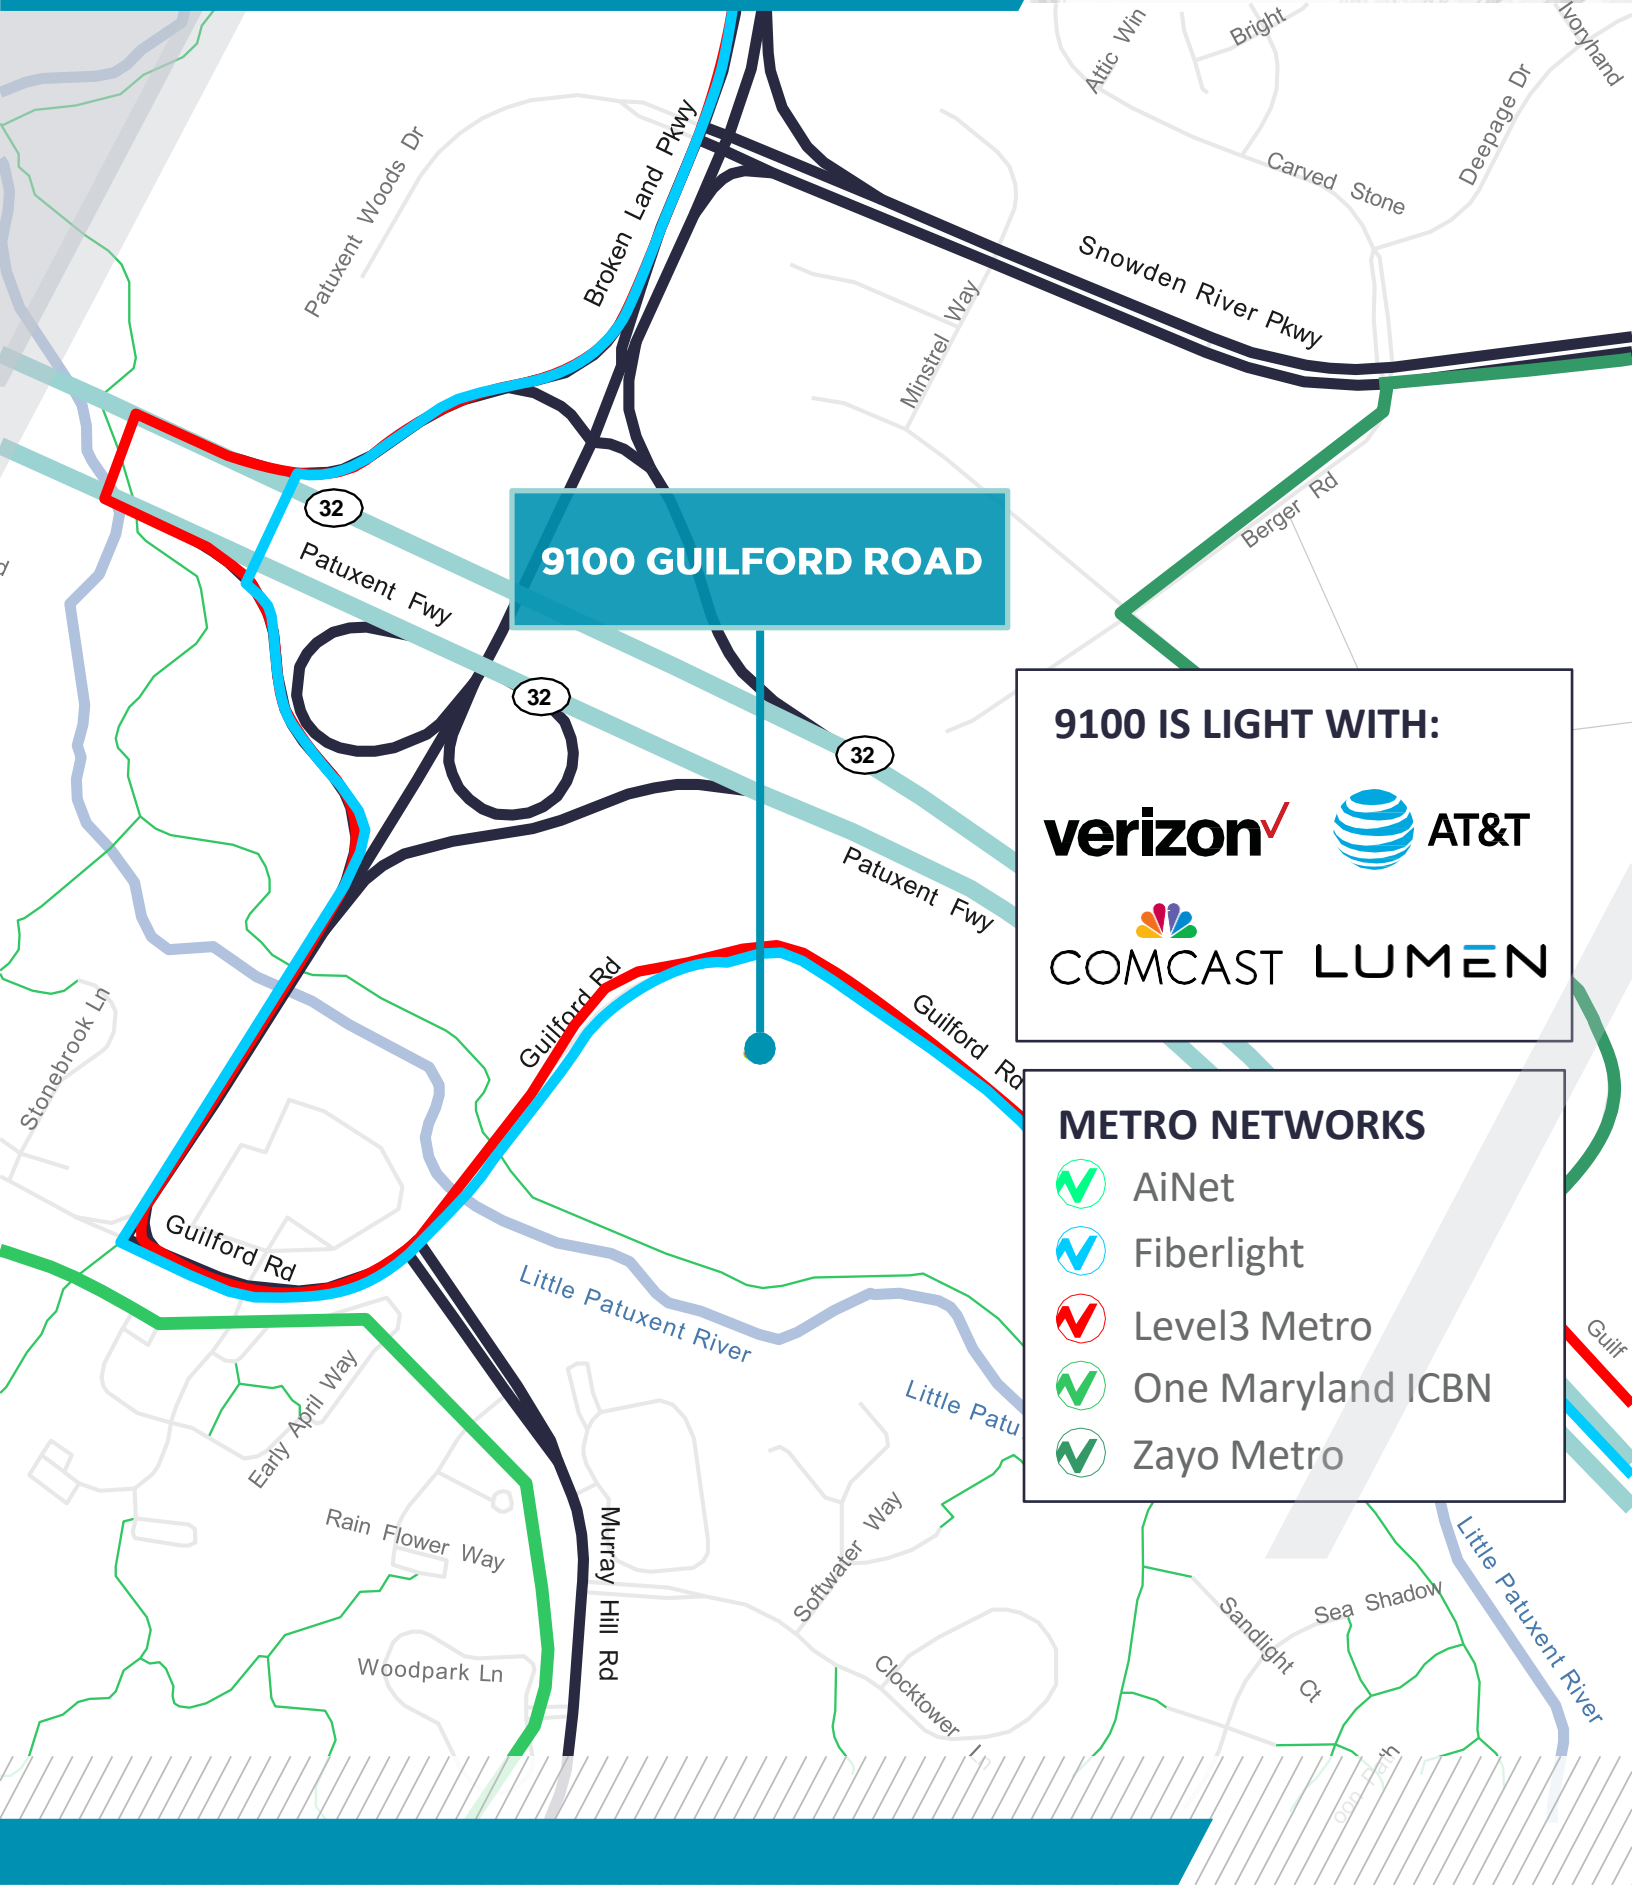 Attic Win
Bright
Ivoryhand
Deepage Dr
Carved Stone
Patuxent Woods Dr
Broken Land Pkwy
Snowden River Pkwy
Minstrel Way
Berger Rd
32
Patuxent Fwy
9100 GUILFORD ROAD
32
32
Patuxent Fwy
9100 IS LIGHT WITH:
verizon
AT&T
COMCAST
LUMEN
Guilford Rd
Guilford Rd
Stonebrook Ln
METRO NETWORKS
AiNet
Fiberlight
Level3 Metro
One Maryland ICBN
Zayo Metro
Guilford Rd
Little Patuxent River
Guilf
Early April Way
Little Patu
Rain Flower Way
Murray Hill Rd
Softwater Way
Little Patuxent River
Sea Shadow
Sandlight Ct
Woodpark Ln
Clocktower Ln